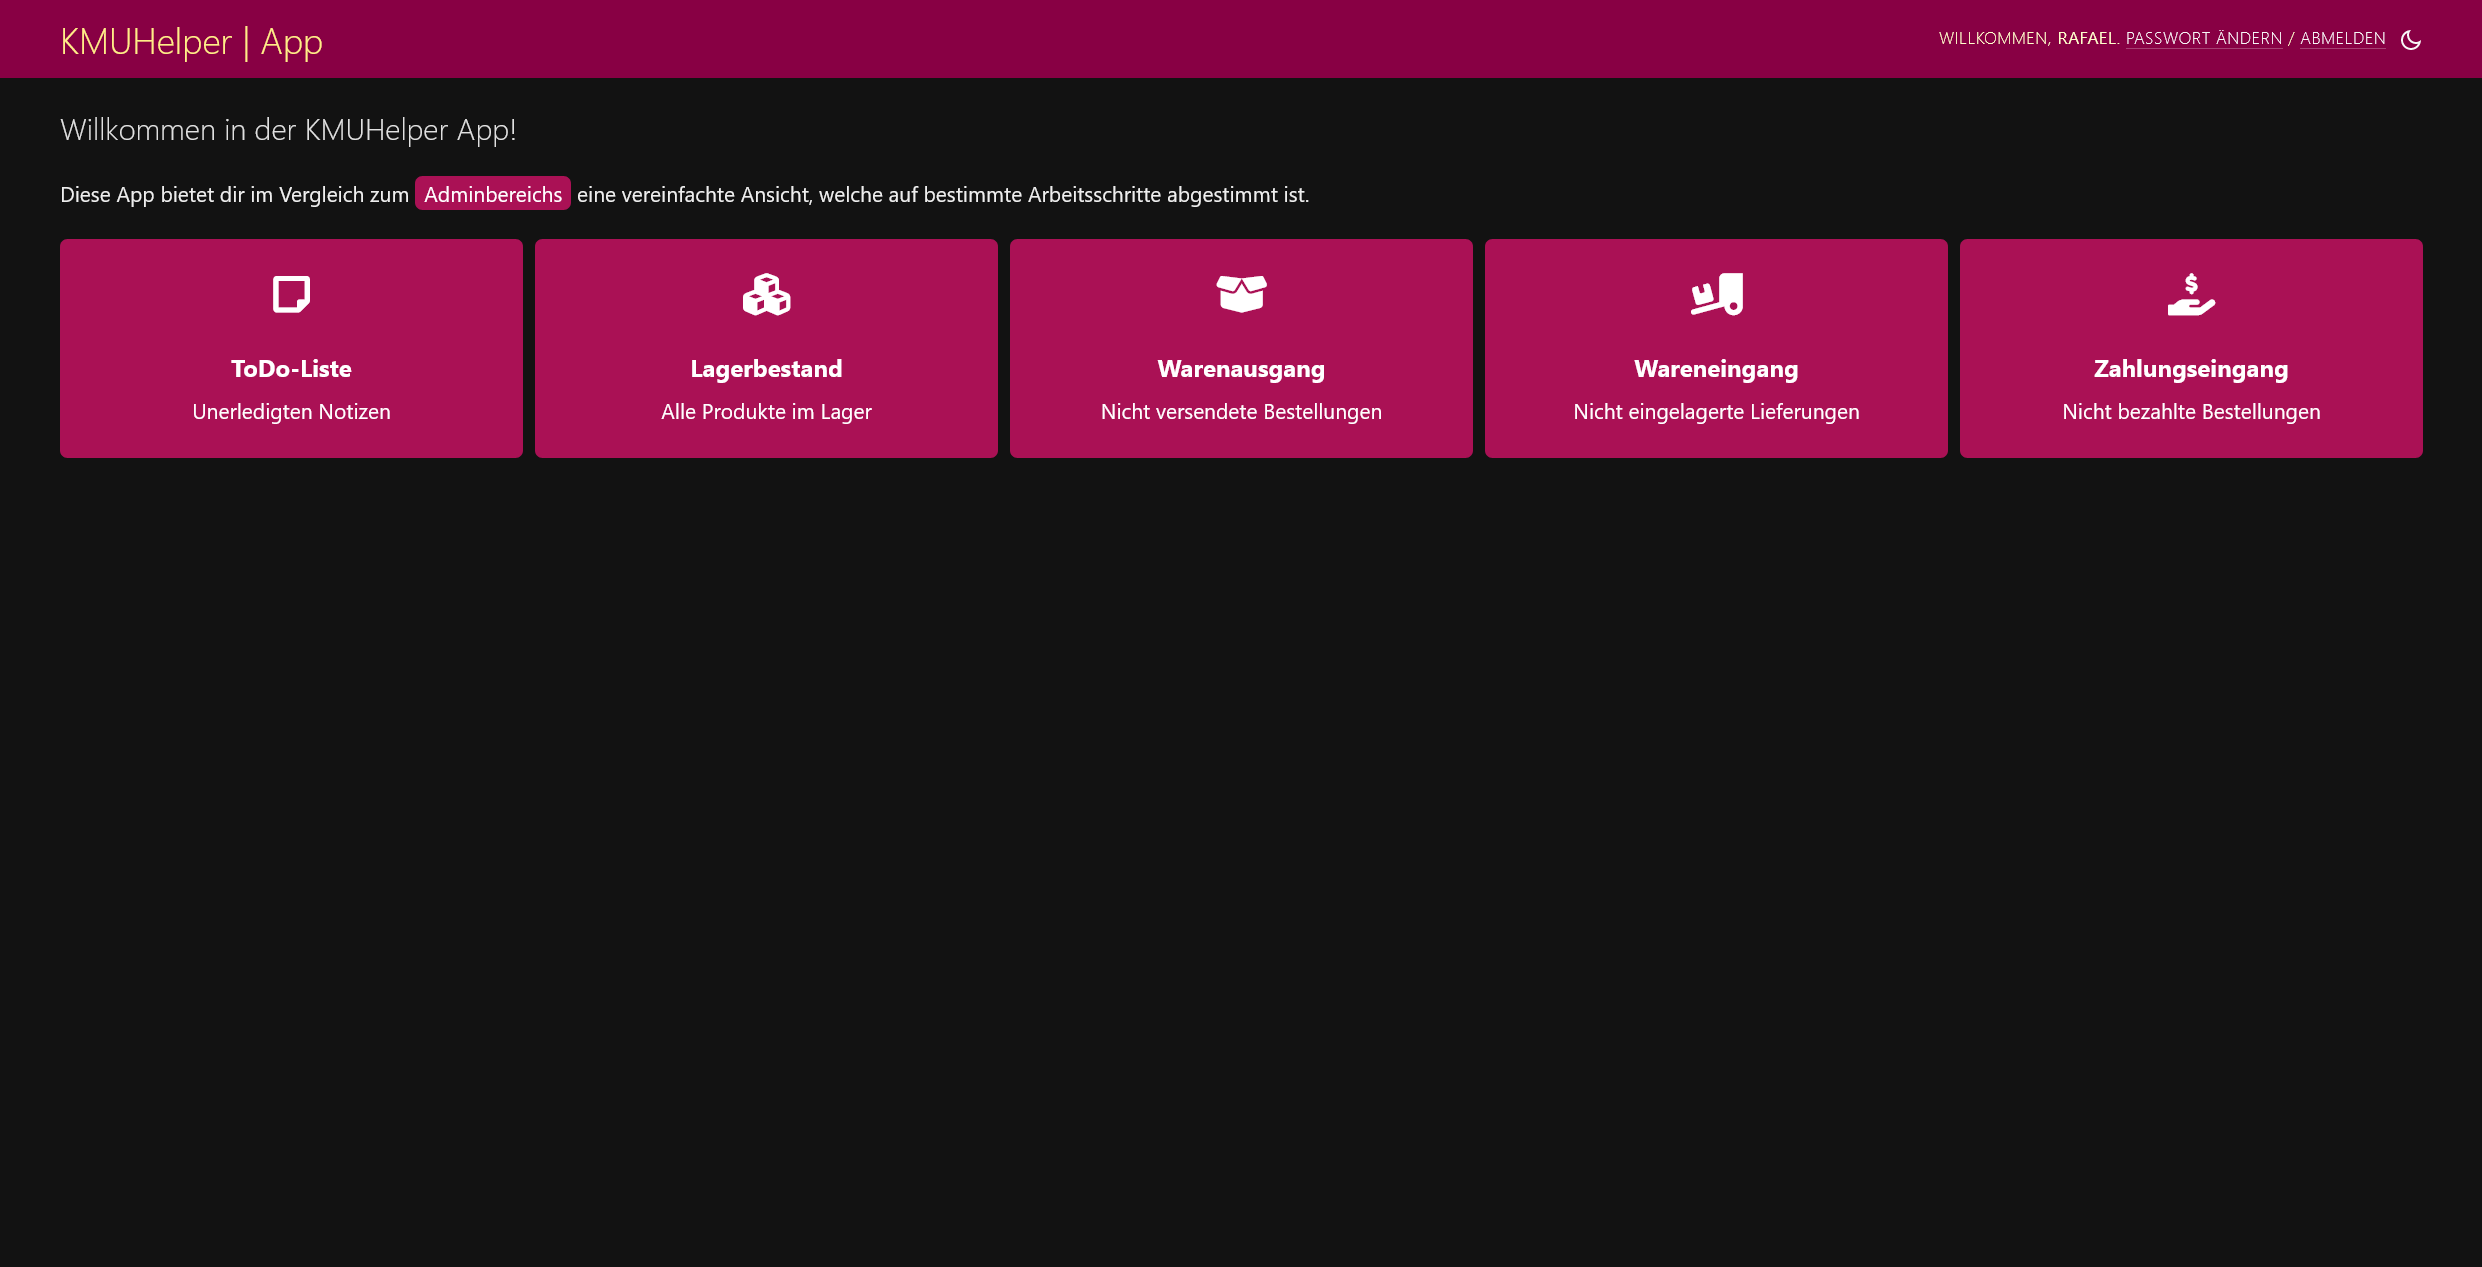 KMUHelper | App
WILLKOMMEN, RAFAEL. PASSWORT ÄNDERN / ABMELDEN
Willkommen in der KMUHelper App!
Diese App bietet dir im Vergleich zum Adminbereichs eine vereinfachte Ansicht, welche auf bestimmte Arbeitsschritte abgestimmt ist.
ToDo-Liste
Unerledigten Notizen
Lagerbestand
Alle Produkte im Lager
Warenausgang
Nicht versendete Bestellungen
Wareneingang
Nicht eingelagerte Lieferungen
Zahlungseingang
Nicht bezahlte Bestellungen